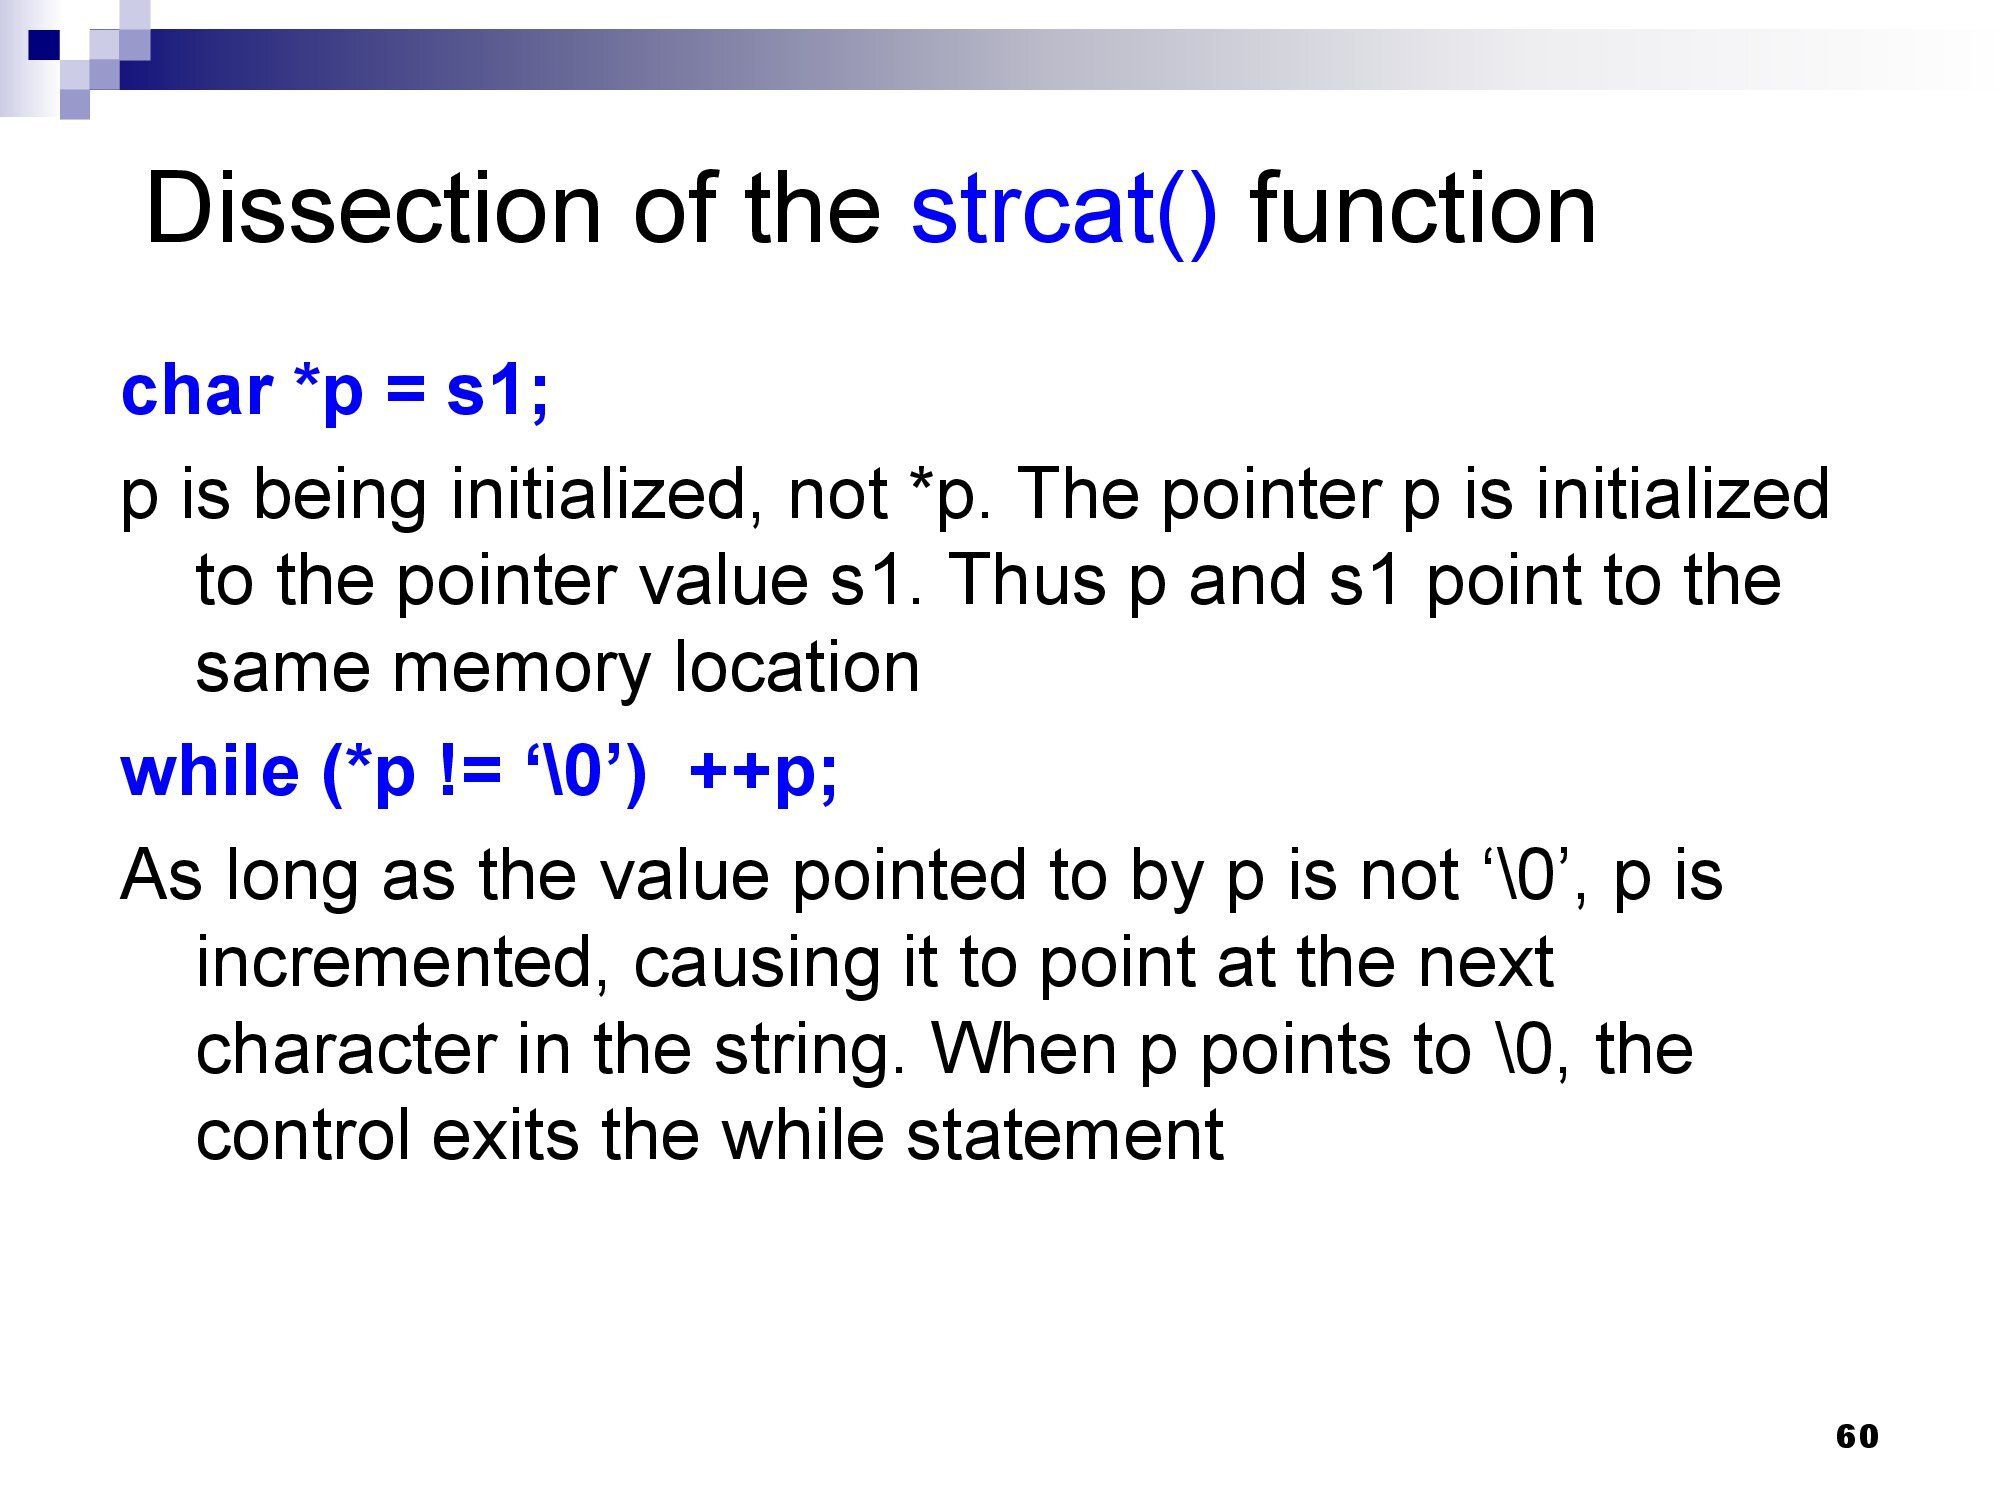 Dissection of the strcat() function
char *p = s1;
p is being initialized, not *p. The pointer p is initialized
to the pointer value s1. Thus p and s1 point to the
same memory location
while (*p != ‘\0’)  ++p;
As long as the value pointed to by p is not ‘\0’, p is
incremented, causing it to point at the next
character in the string. When p points to \0, the
control exits the while statement
60